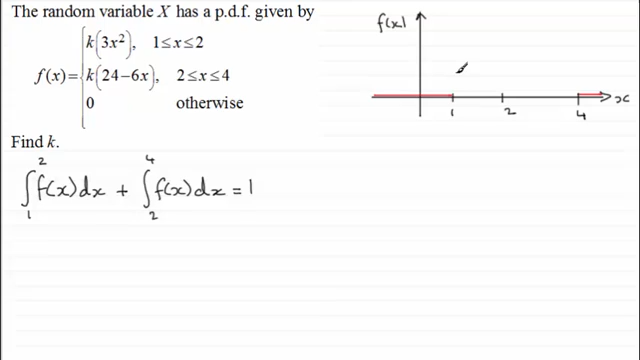 The random variable X has a p.d.f. given by
f(x)= { k(3x²), 1≤x≤2
k(24−6x), 2≤x≤4
0 otherwise
Find k.
∫₁² f(x)dx + ∫₂⁴ f(x)dx = 1
f(x)
1 2 4 x